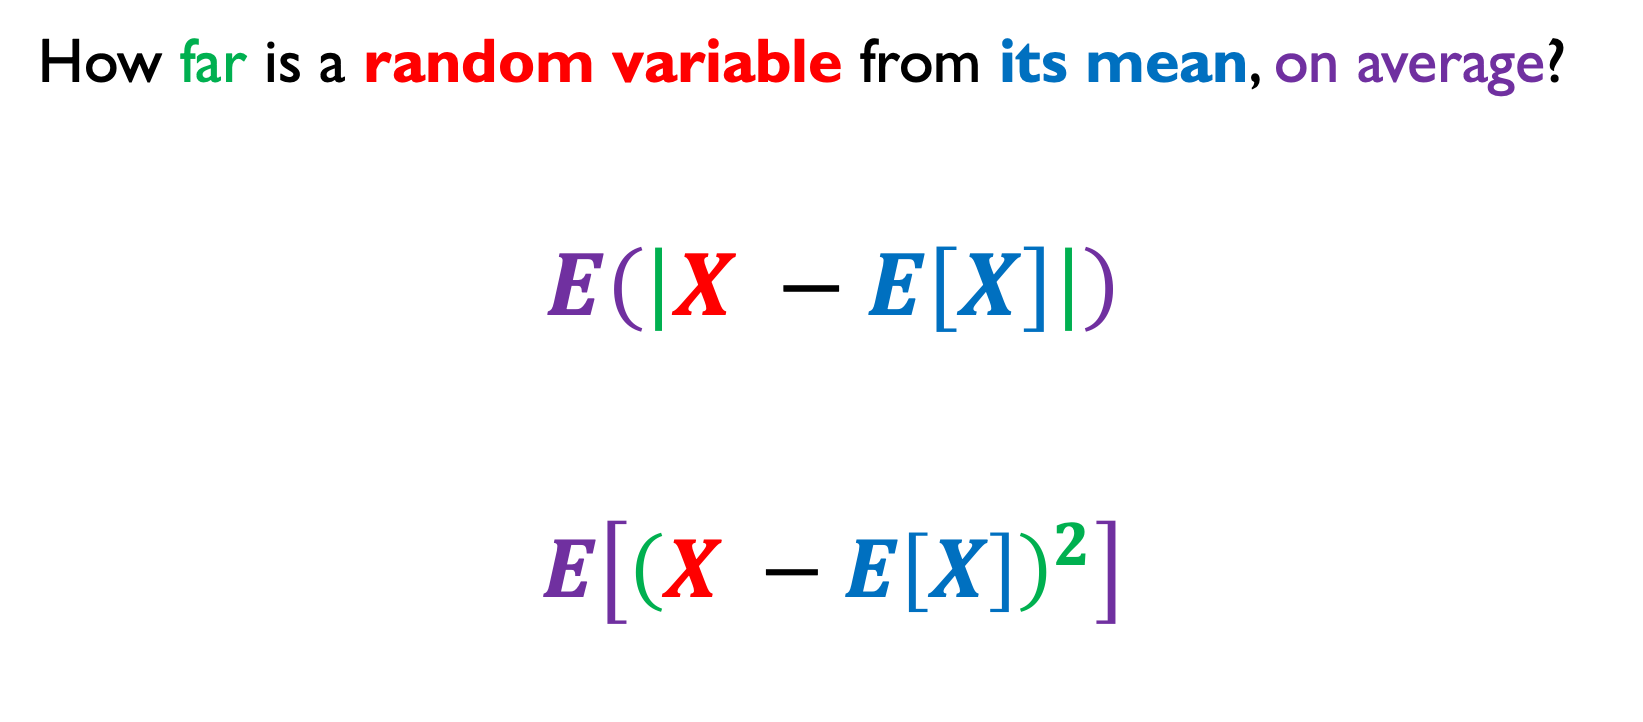 How far is a random variable from its mean, on average?
E(|X − E[X]|)
E[(X − E[X])²]